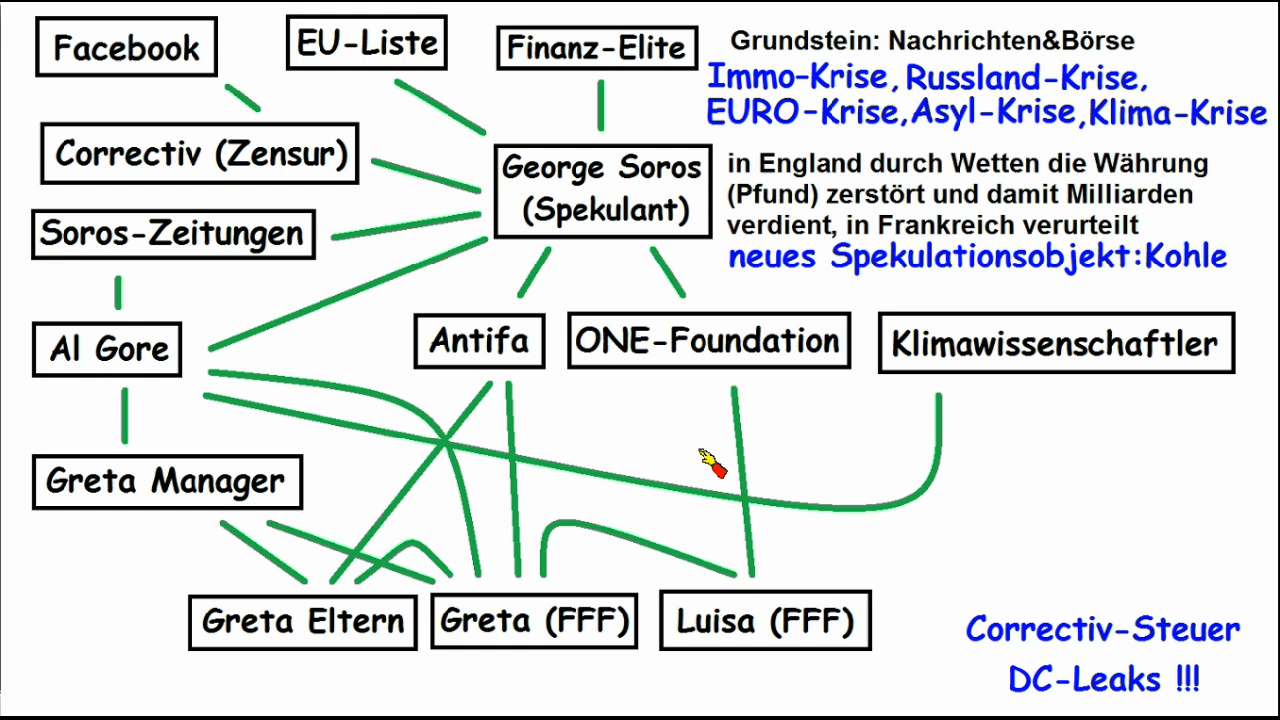 Facebook
EU-Liste
Finanz-Elite
Grundstein: Nachrichten&Börse
Immo-Krise, Russland-Krise,
EURO-Krise, Asyl-Krise, Klima-Krise
Correctiv (Zensur)
George Soros
(Spekulant)
in England durch Wetten die Währung
(Pfund) zerstört und damit Milliarden
verdient, in Frankreich verurteilt
neues Spekulationsobjekt:Kohle
Soros-Zeitungen
Al Gore
Antifa
ONE-Foundation
Klimawissenschaftler
Greta Manager
Greta Eltern
Greta (FFF)
Luisa (FFF)
Correctiv-Steuer
DC-Leaks !!!